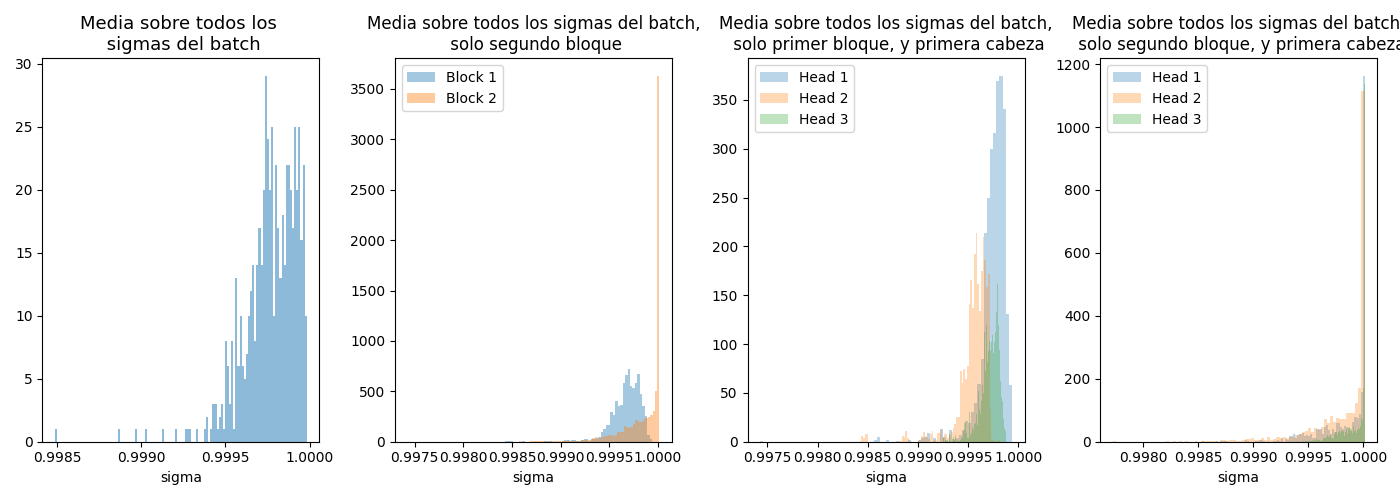 Media sobre todos los
sigmas del batch
30
25
20
15
10
5
0
0.9985
0.9990
0.9995
1.0000
sigma
Media sobre todos los sigmas del batch,
solo segundo bloque
Block 1
Block 2
3500
3000
2500
2000
1500
1000
500
0
0.9975
0.9980
0.9985
0.9990
0.9995
1.0000
sigma
Media sobre todos los sigmas del batch,
solo primer bloque, y primera cabeza
Head 1
Head 2
Head 3
350
300
250
200
150
100
50
0
0.9975
0.9980
0.9985
0.9990
0.9995
1.0000
sigma
Media sobre todos los sigmas del batch
solo segundo bloque, y primera cabeza
Head 1
Head 2
Head 3
1200
1000
800
600
400
200
0
0.9980
0.9985
0.9990
0.9995
1.0000
sigma